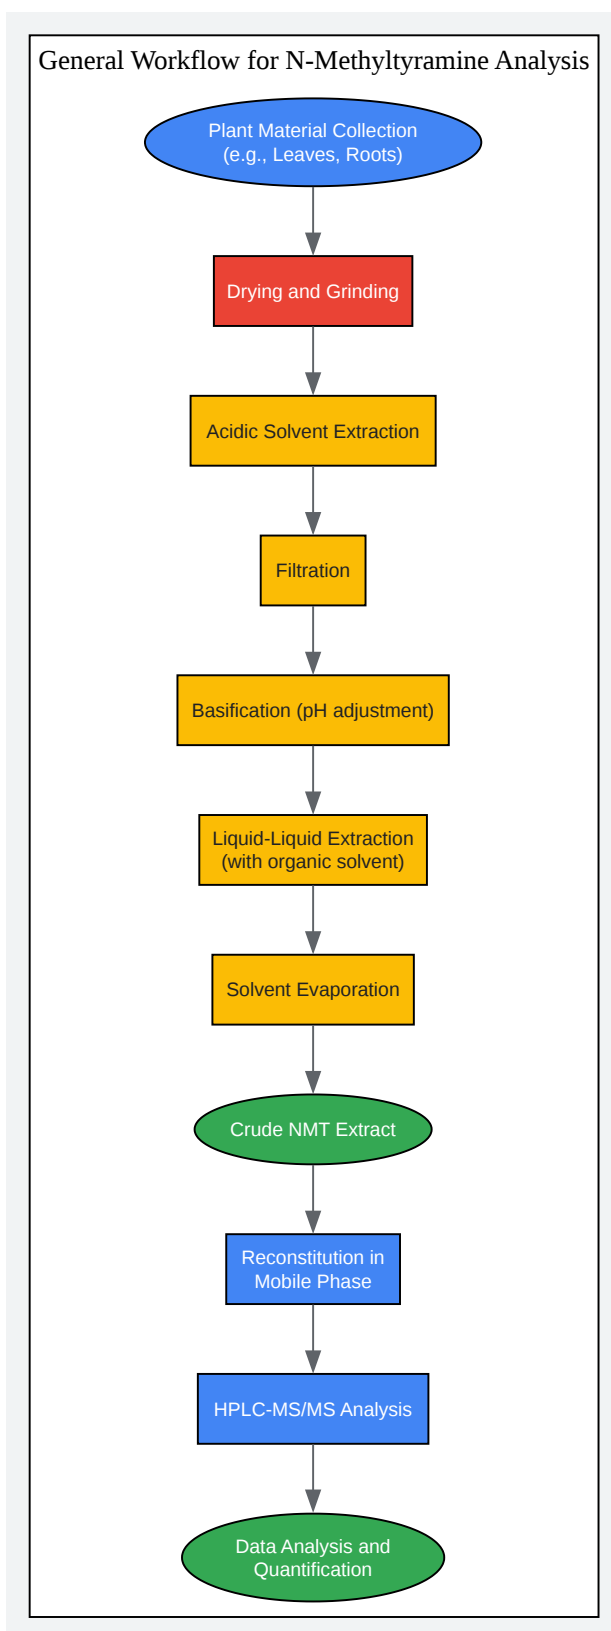 General Workflow for N-Methyltyramine Analysis
Plant Material Collection
(e.g., Leaves, Roots)
Drying and Grinding
Acidic Solvent Extraction
Filtration
Basification (pH adjustment)
Liquid-Liquid Extraction
(with organic solvent)
Solvent Evaporation
Crude NMT Extract
Reconstitution in
Mobile Phase
HPLC-MS/MS Analysis
Data Analysis and
Quantification